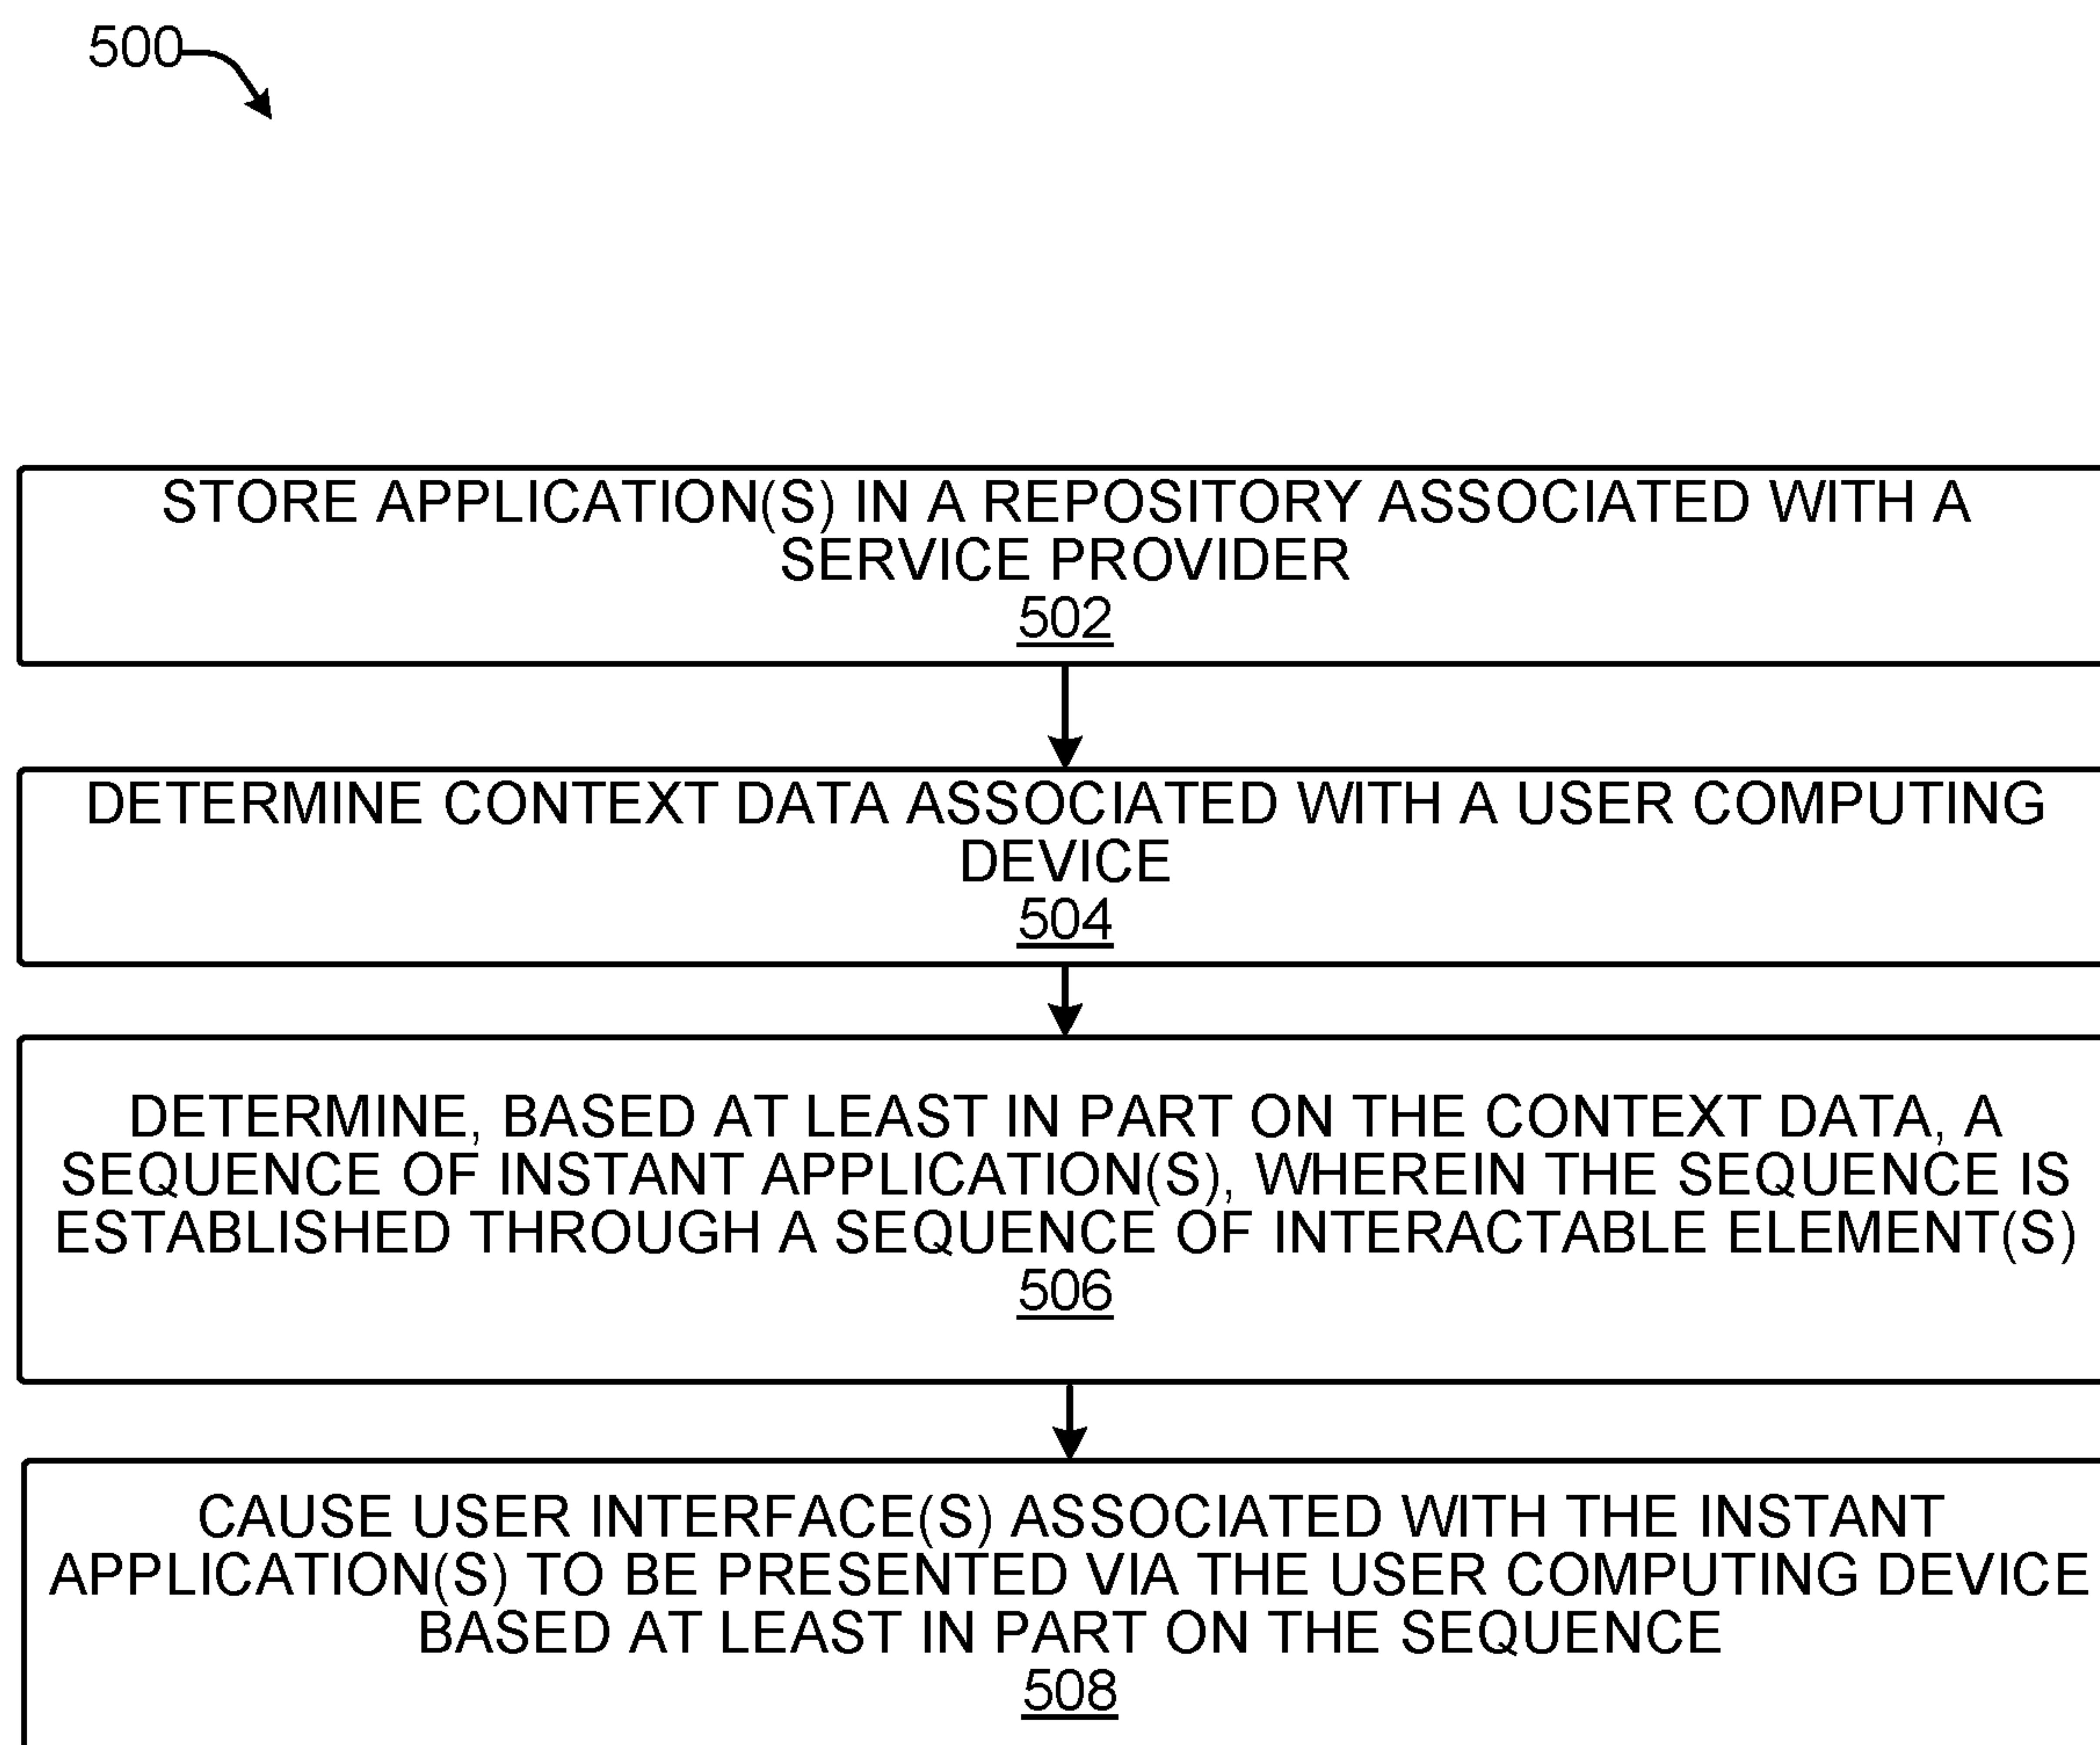 500
STORE APPLICATION(S) IN A REPOSITORY ASSOCIATED WITH A
SERVICE PROVIDER
502
DETERMINE CONTEXT DATA ASSOCIATED WITH A USER COMPUTING
DEVICE
504
DETERMINE, BASED AT LEAST IN PART ON THE CONTEXT DATA, A
SEQUENCE OF INSTANT APPLICATION(S), WHEREIN THE SEQUENCE IS
ESTABLISHED THROUGH A SEQUENCE OF INTERACTABLE ELEMENT(S)
506
CAUSE USER INTERFACE(S) ASSOCIATED WITH THE INSTANT
APPLICATION(S) TO BE PRESENTED VIA THE USER COMPUTING DEVICE
BASED AT LEAST IN PART ON THE SEQUENCE
508